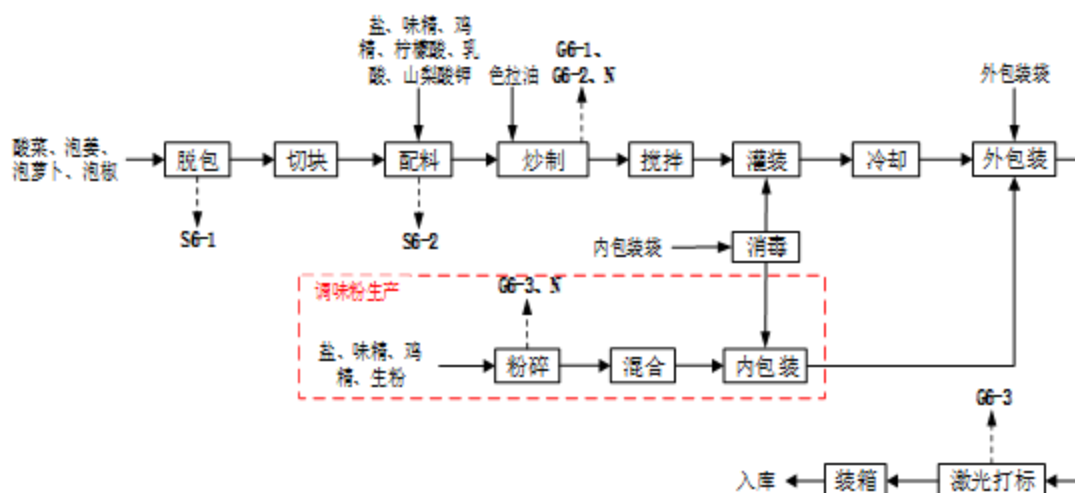 盐、味精、鸡
精、柠檬酸、乳
酸、山梨酸钾
色拉油
G6-1、
G6-2、N
外包装袋
酸菜、泡姜、
泡萝卜、泡椒
脱包
切块
配料
炒制
搅拌
灌装
冷却
外包装
S6-1
S6-2
内包装袋
消毒
调味粉生产
G6-3、N
盐、味精、鸡
精、生粉
粉碎
混合
内包装
G6-3
入库
装箱
激光打标